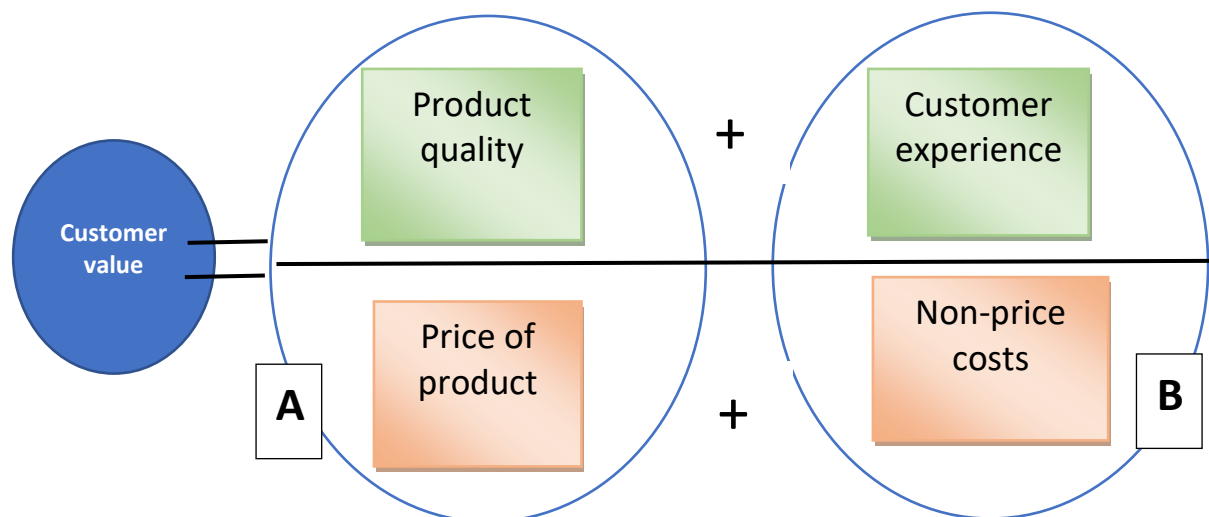 Product
quality
+
Customer
experience
Customer
value
Price of
product
Non-price
costs
A
+
B